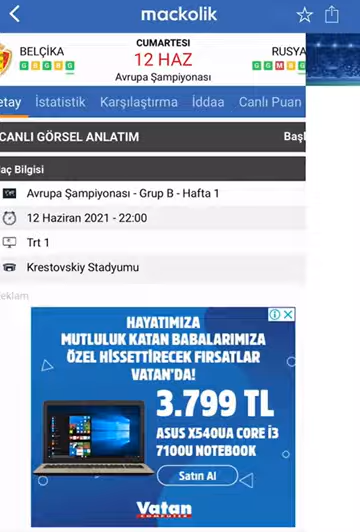 mackolik
CUMARTESİ
BELÇİKA
12 HAZ
RUSYA
G G B G G
G G M B G
Avrupa Şampiyonası
etay İstatistik Karşılaştırma İddaa Canlı Puan
CANLI GÖRSEL ANLATIM Başl
aç Bilgisi
Avrupa Şampiyonası - Grup B - Hafta 1
12 Haziran 2021 - 22:00
Trt 1
Krestovskiy Stadyumu
eklam
HAYATIMIZA
MUTLULUK KATAN BABALARIMIZA
ÖZEL HİSSETTİRECEK FIRSATLAR
VATAN'DA!
3.799 TL
ASUS X540UA CORE İ3
7100U NOTEBOOK
Satın Al
Vatan
COMPUTER